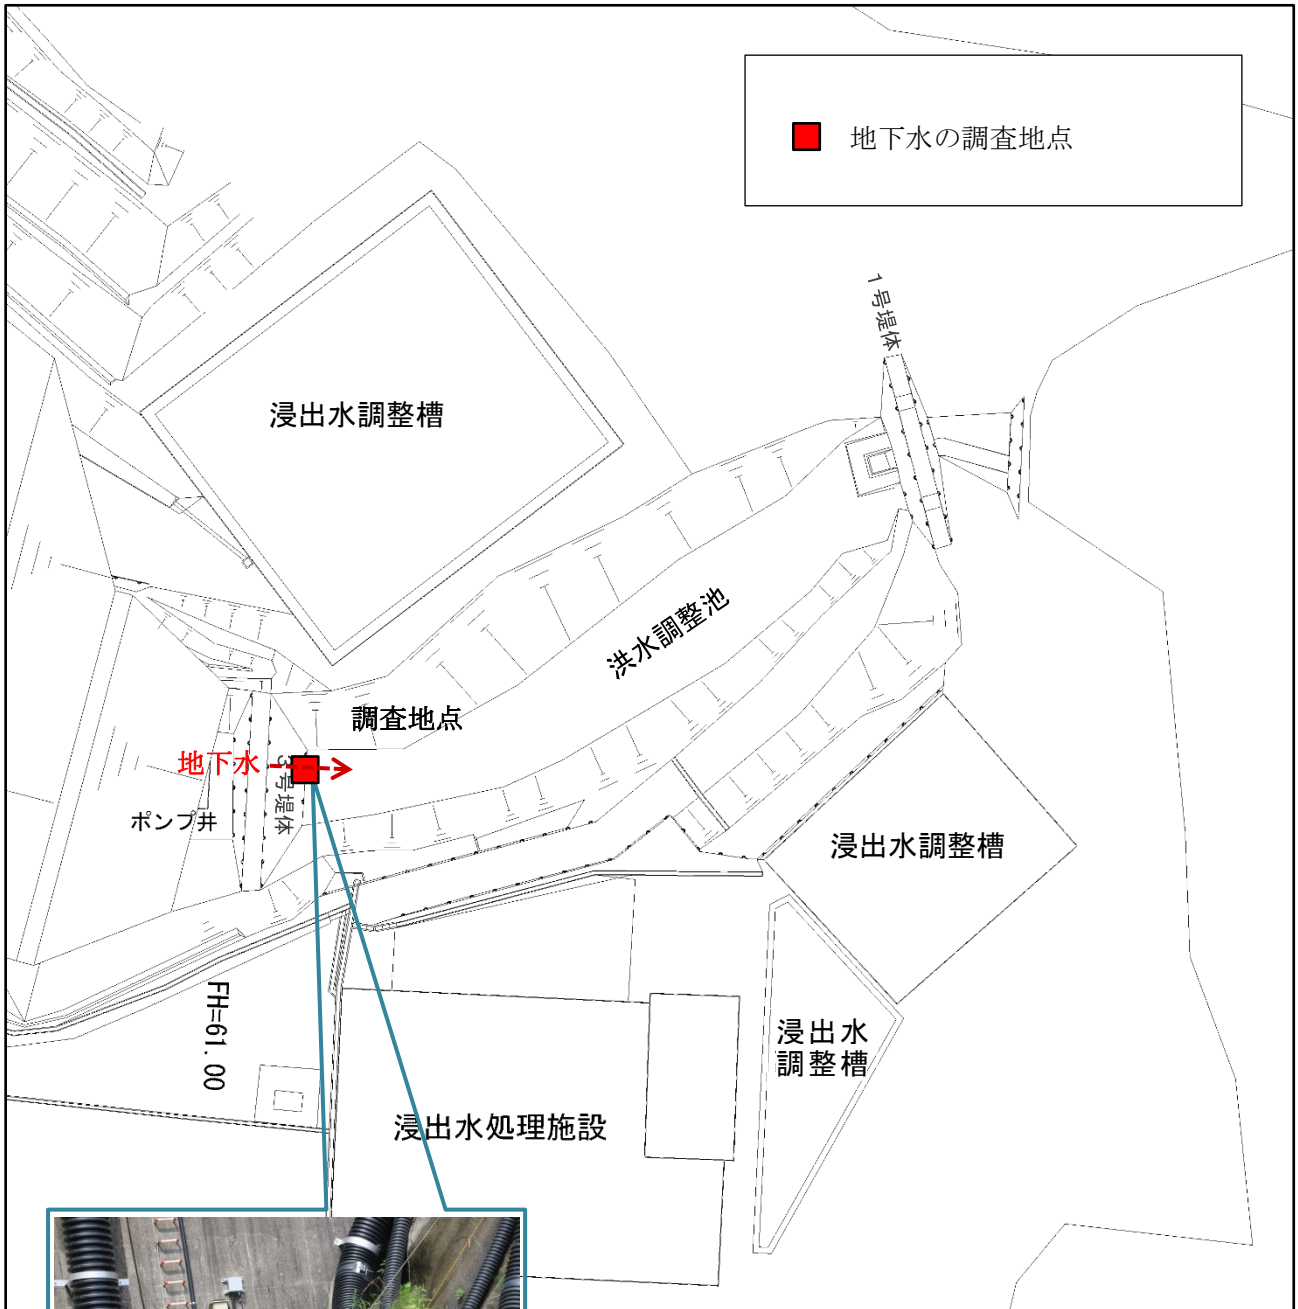 地下水の調査地点
1号堤体
浸出水調整槽
洪水調整池
調査地点
地下水
3号堤体
ポンプ井
浸出水調整槽
FH=61.00
浸出水
調整槽
浸出水処理施設